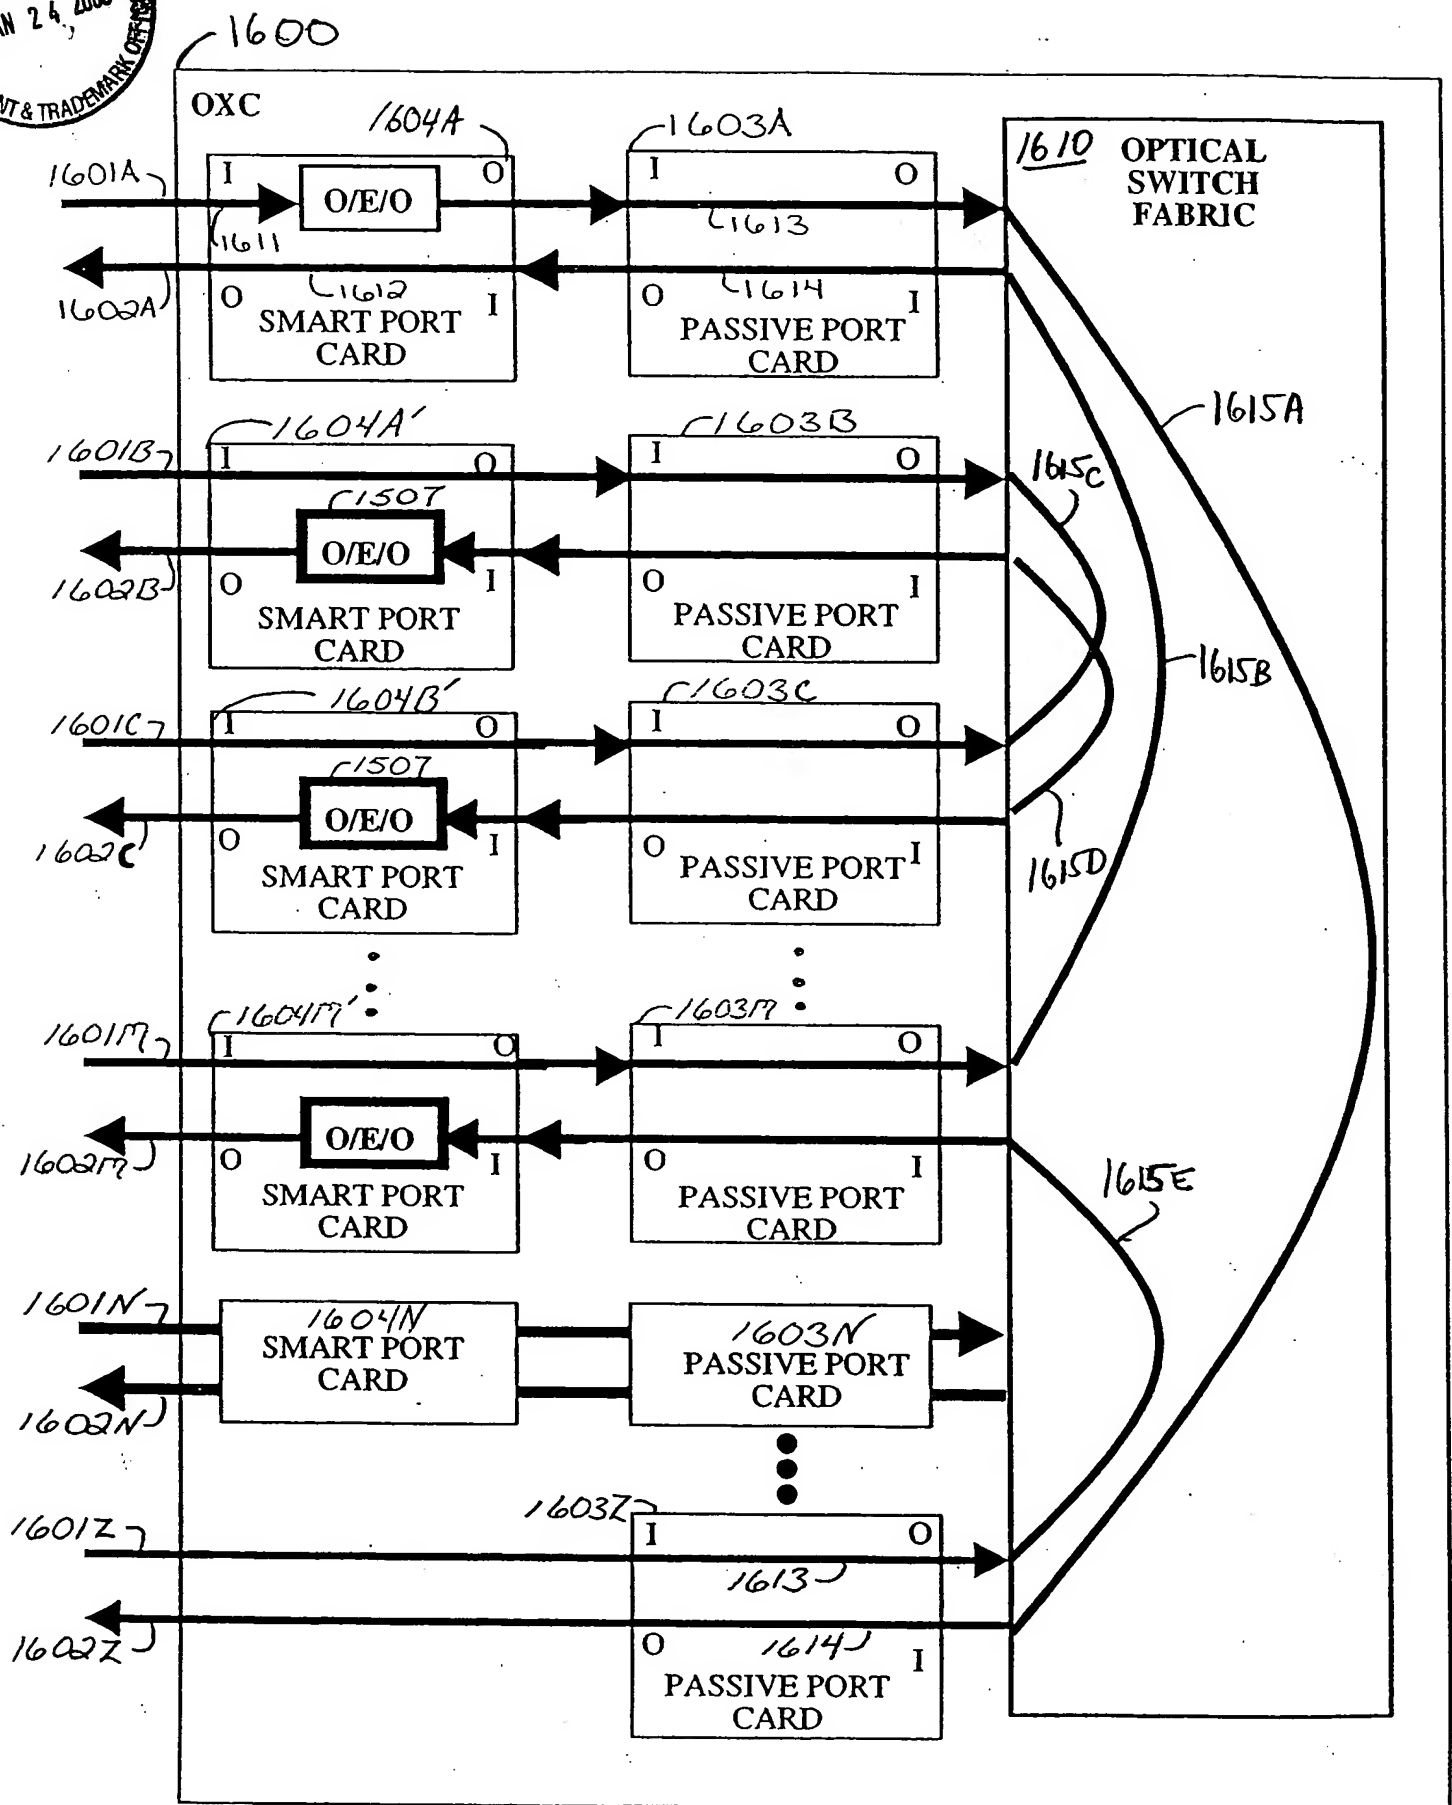 1600
NT & TRADEMARK OFFICE
OXC
1604A
1603A
1610 OPTICAL
SWITCH
FABRIC
1601A
I
O/E/O
O
I
O
1611
1613
1602A
O
1612
I
O
1614
I
SMART PORT
CARD
PASSIVE PORT
CARD
1615A
1604A'
1603B
1601B
I
O
I
O
1615C
1507
O/E/O
1602B
O
I
O
I
SMART PORT
CARD
PASSIVE PORT
CARD
1615B
1604B'
1603C
1601C
I
O
I
O
1507
O/E/O
1602C
O
I
O
I
1615D
SMART PORT
CARD
PASSIVE PORT
CARD
1604M'
1603M
1601M
I
O
I
O
O/E/O
1602M
O
I
O
I
1615E
SMART PORT
CARD
PASSIVE PORT
CARD
1601N
1604N
SMART PORT
CARD
1603N
PASSIVE PORT
CARD
1602N
1603Z
1601Z
I
O
1613
1602Z
O
1614
I
PASSIVE PORT
CARD